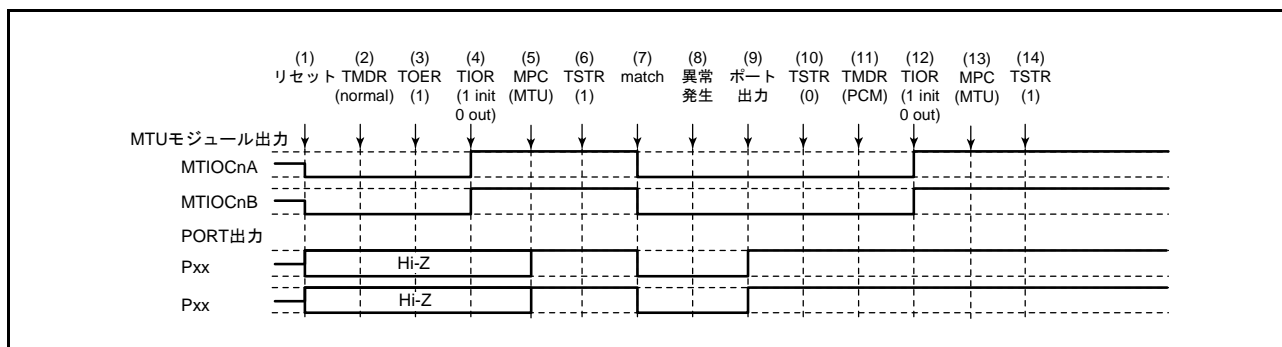 (1) (2) (3) (4) (5) (6) (7) (8) (9) (10) (11) (12) (13) (14)
リセット TMDR TOER TIOR MPC TSTR match 異常 ポート TSTR TMDR TIOR MPC TSTR
(normal) (1) (1 init (MTU) (1) 発生 出力 (0) (PCM) (1 init (MTU) (1)
0 out) 0 out)
MTUモジュール出力
MTIOCnA
MTIOCnB
PORT出力
Pxx Hi-Z
Pxx Hi-Z